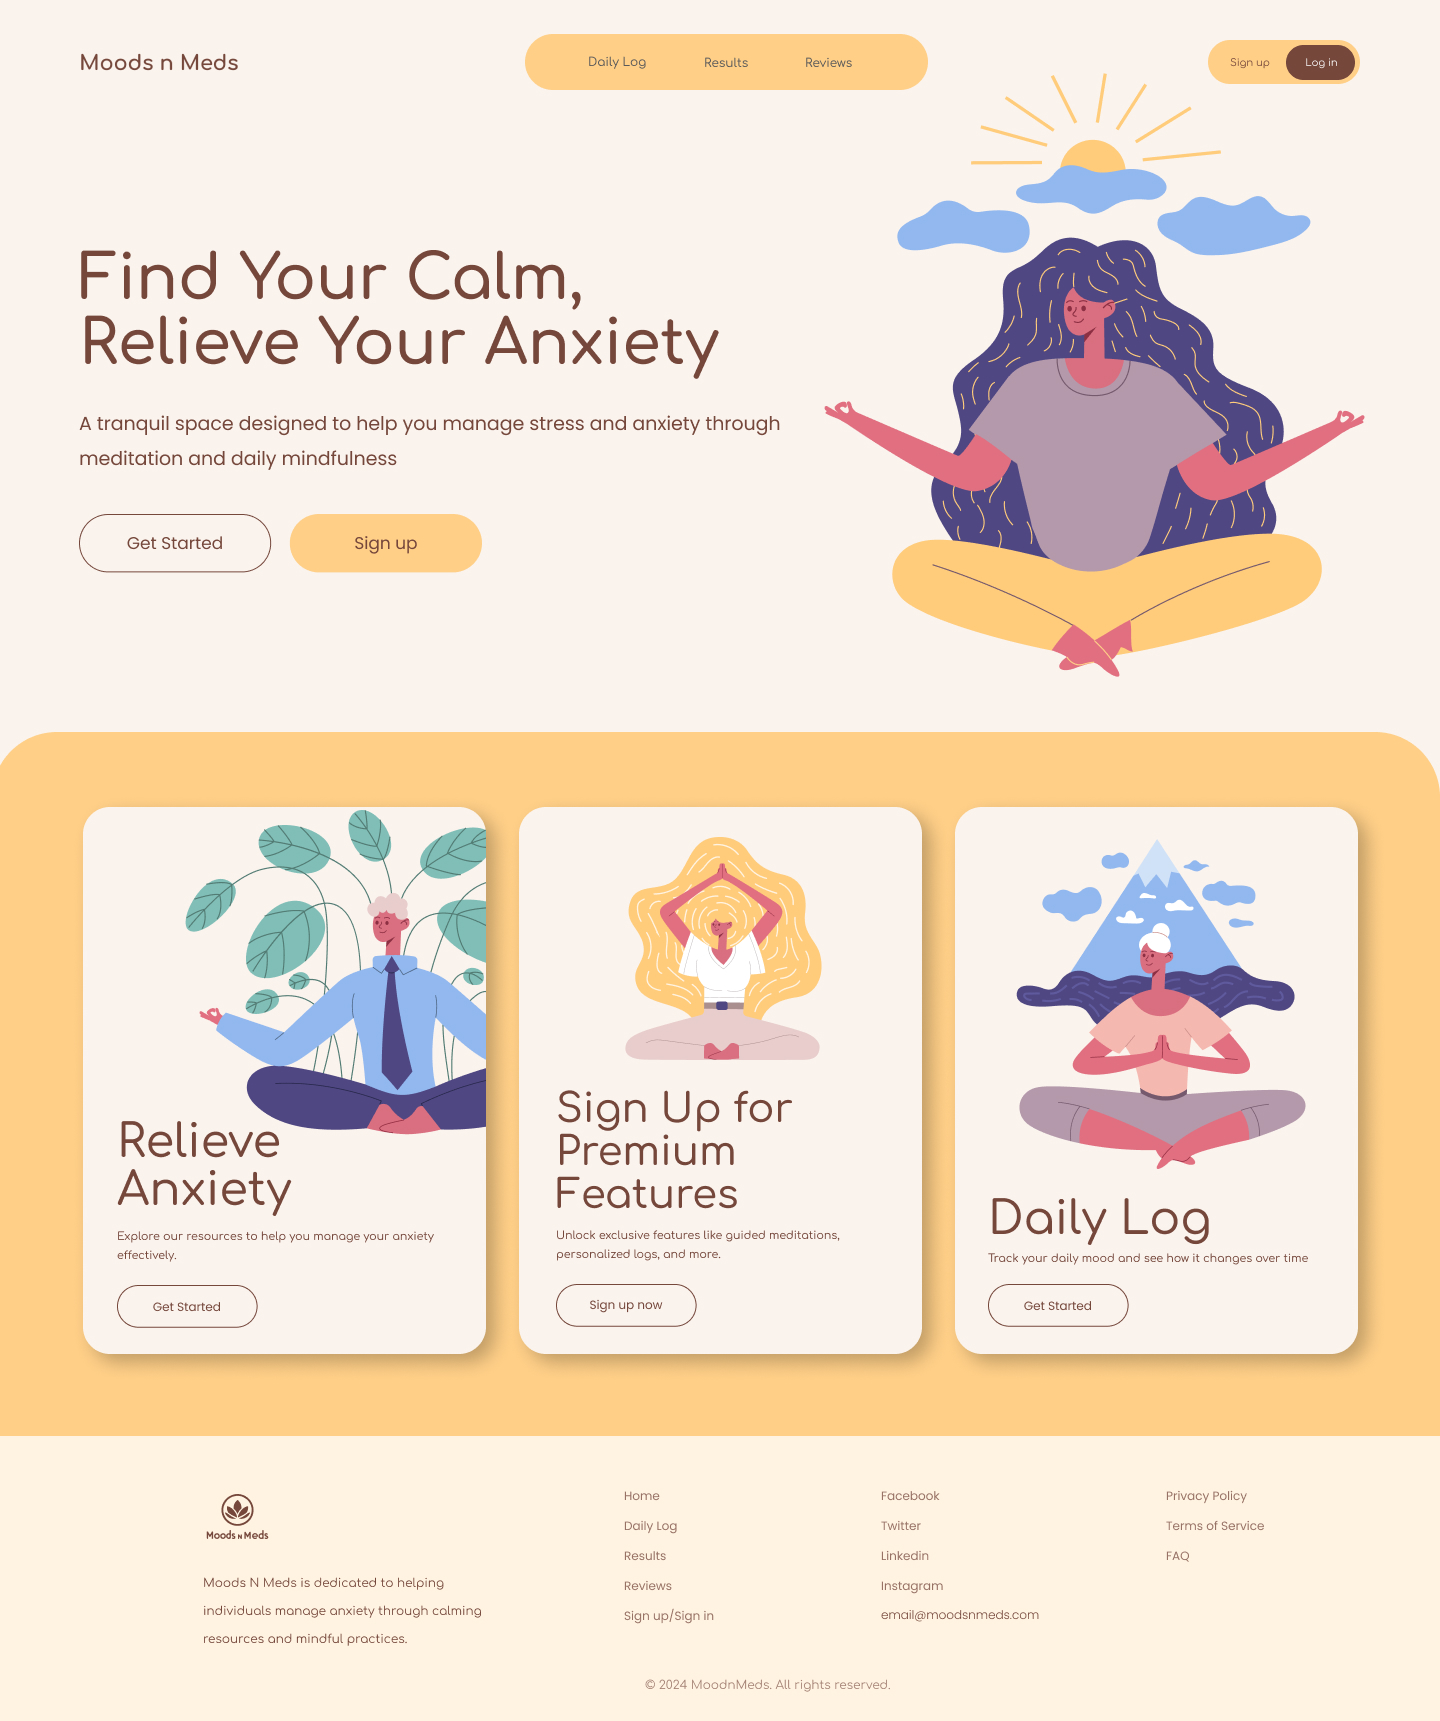 Moods n Meds
Daily Log
Results
Reviews
Sign up
Log in
Find Your Calm,
Relieve Your Anxiety
A tranquil space designed to help you manage stress and anxiety through
meditation and daily mindfulness
Get Started
Sign up
Relieve
Anxiety
Explore our resources to help you manage your anxiety
effectively.
Get Started
Sign Up for
Premium
Features
Unlock exclusive features like guided meditations,
personalized logs, and more.
Sign up now
Daily Log
Track your daily mood and see how it changes over time
Get Started
Moods N Meds
Moods N Meds is dedicated to helping
individuals manage anxiety through calming
resources and mindful practices.
Home
Daily Log
Results
Reviews
Sign up/Sign in
Facebook
Twitter
Linkedin
Instagram
email@moodsnmeds.com
Privacy Policy
Terms of Service
FAQ
© 2024 MoodnMeds. All rights reserved.